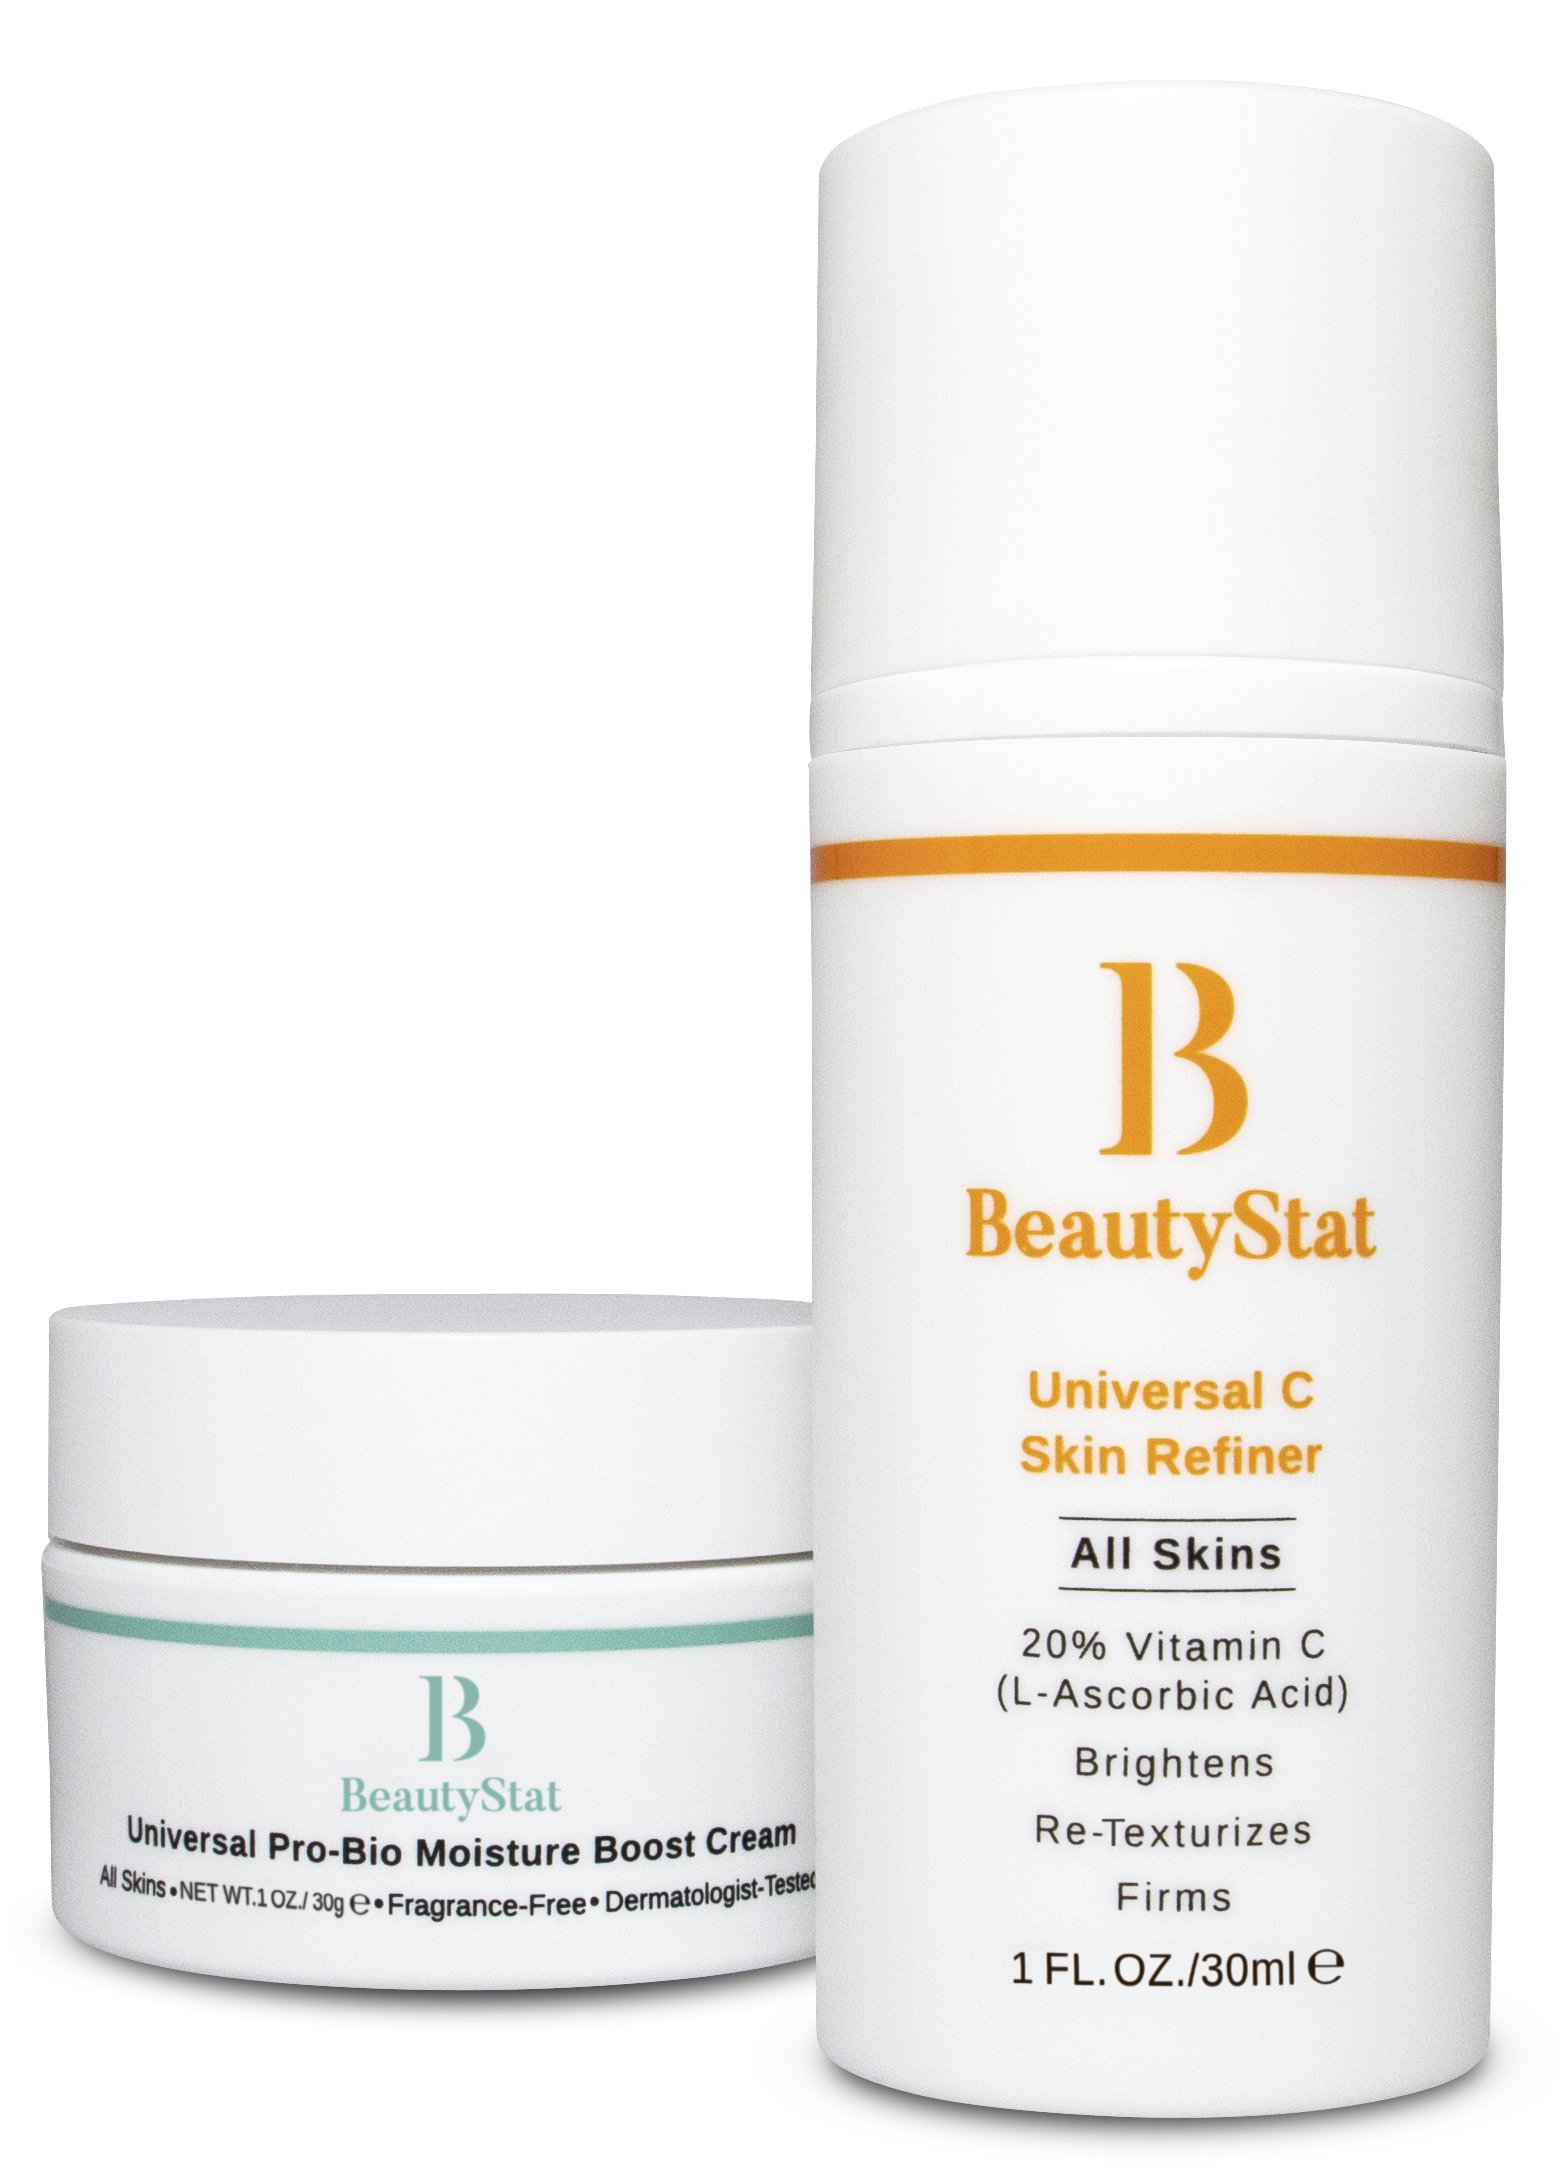 B
BeautyStat
Universal C
Skin Refiner
All Skins
20% Vitamin C
(L-Ascorbic Acid)
Brightens
Re-Texturizes
Firms
1 FL. OZ./30ml ℮
B
BeautyStat
Universal Pro-Bio Moisture Boost Cream
All Skins • NET WT. 1 OZ./ 30g ℮ • Fragrance-Free • Dermatologist-Tested